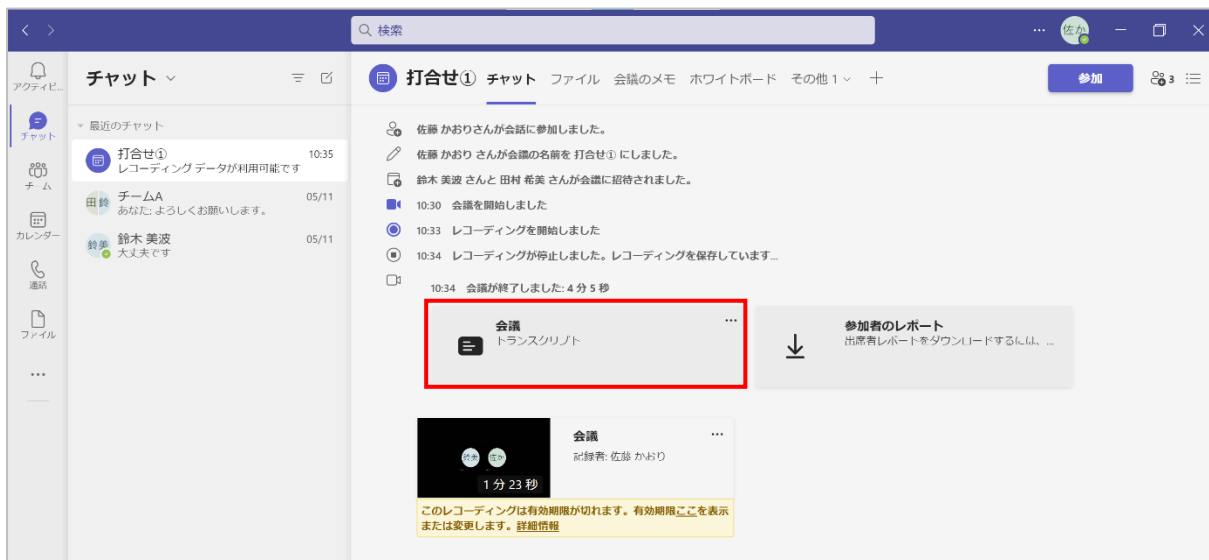 検索
佐か
アクティビ...
チャット
チーム
カレンダー
通話
ファイル
チャット
最近のチャット
打合せ① 10:35
レコーディング データが利用可能です
田 鈴
チームA 05/11
あなた: よろしくお願いします。
鈴美
鈴木 美波 05/11
大丈夫です
打合せ① チャット ファイル 会議のメモ ホワイトボード その他 1 参加 3
佐藤 かおりさんが会話に参加しました。
佐藤 かおり さんが会議の名前を 打合せ① にしました。
鈴木 美波 さんと 田村 希美 さんが会議に招待されました。
10:30 会議を開始しました
10:33 レコーディングを開始しました
10:34 レコーディングが停止しました。レコーディングを保存しています...
10:34 会議が終了しました: 4 分 5 秒
会議
トランスクリプト
参加者のレポート
出席者レポートをダウンロードするには、...
鈴美 佐か
1 分 23 秒
会議
記録者: 佐藤 かおり
このレコーディングは有効期限が切れます。有効期限ここを表示
または変更します。詳細情報